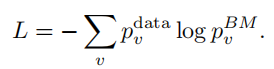 L = − ∑_v p_v^{data} log p_v^{BM}.